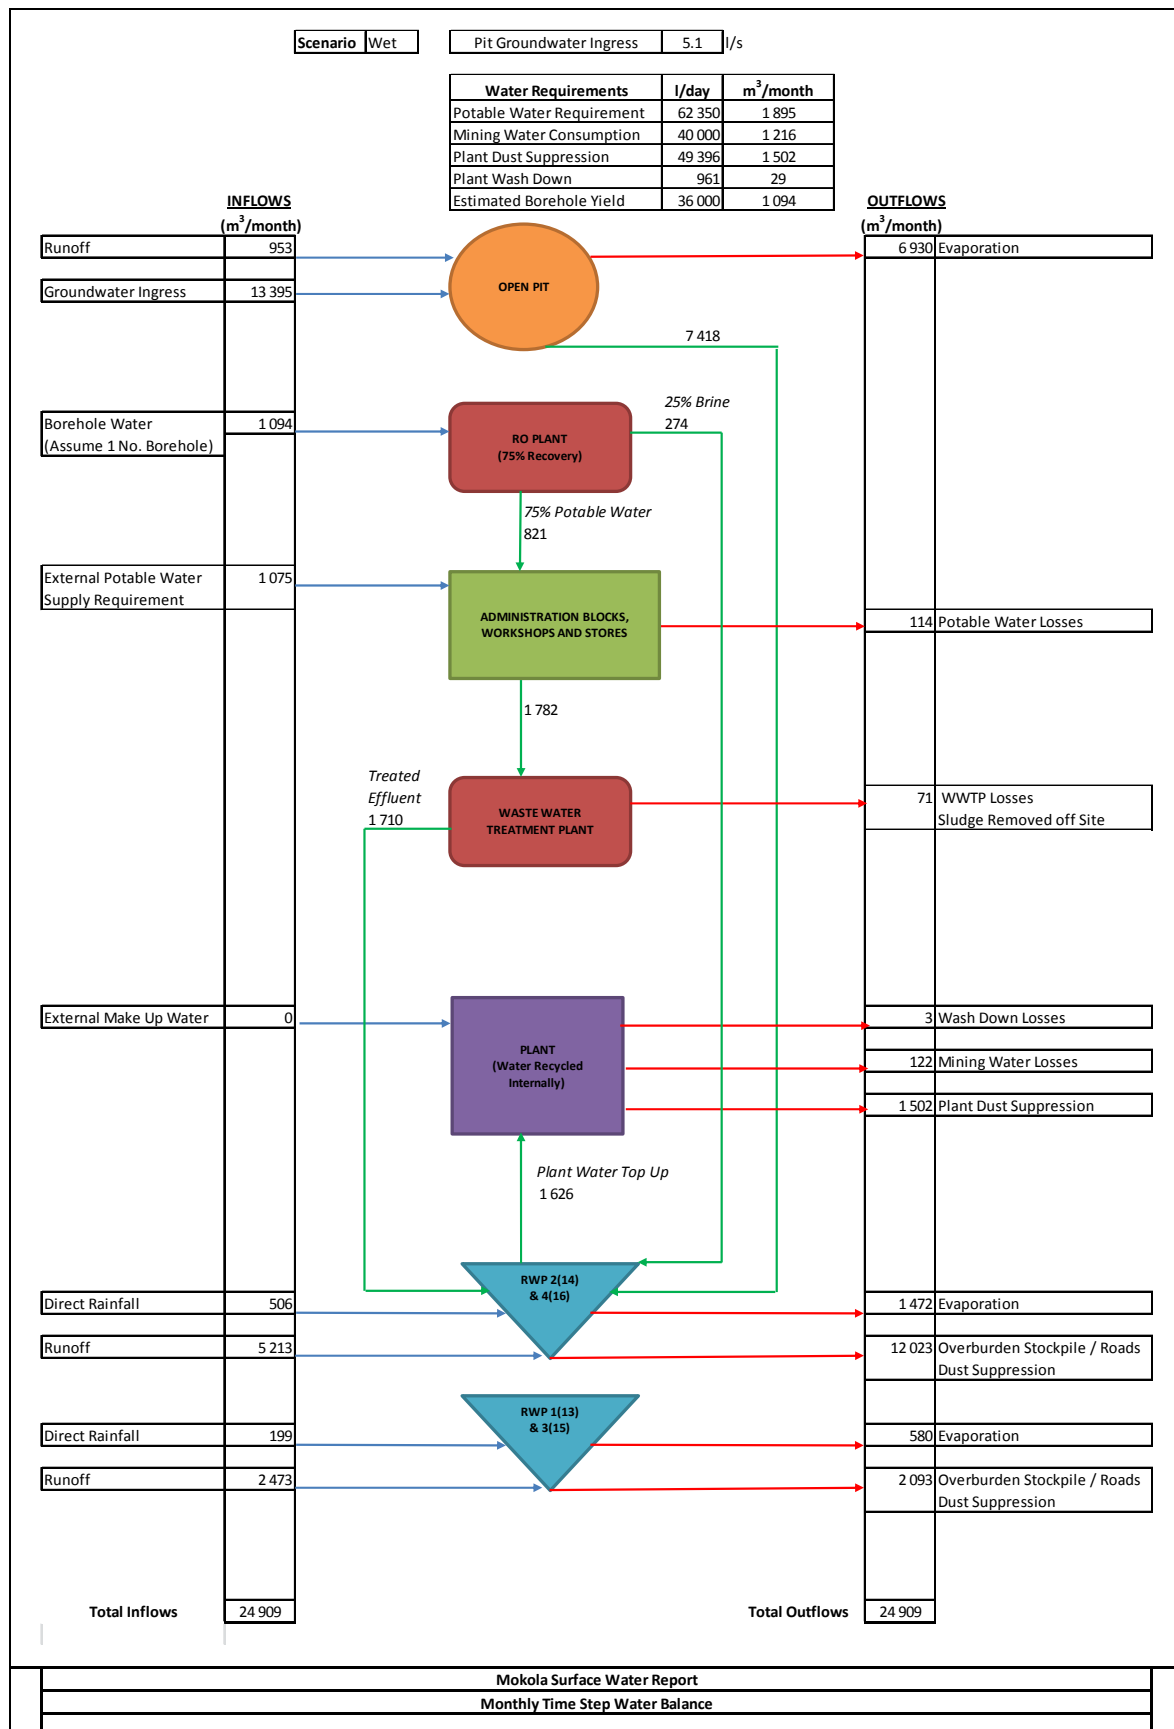 Scenario Wet Pit Groundwater Ingress 5.1 l/s
Water Requirements l/day m³/month
Potable Water Requirement 62 350 1 895
Mining Water Consumption 40 000 1 216
Plant Dust Suppression 49 396 1 502
Plant Wash Down 961 29
Estimated Borehole Yield 36 000 1 094
INFLOWS OUTFLOWS
(m³/month) (m³/month)
Runoff 953 6 930 Evaporation
Groundwater Ingress 13 395 OPEN PIT
7 418
25% Brine
Borehole Water 1 094 274
(Assume 1 No. Borehole)
RO PLANT
(75% Recovery)
75% Potable Water
821
External Potable Water 1 075
Supply Requirement
ADMINISTRATION BLOCKS,
WORKSHOPS AND STORES
114 Potable Water Losses
1 782
Treated
Effluent
1 710
71 WWTP Losses
Sludge Removed off Site
WASTE WATER
TREATMENT PLANT
External Make Up Water 0 3 Wash Down Losses
PLANT
(Water Recycled
Internally)
122 Mining Water Losses
1 502 Plant Dust Suppression
Plant Water Top Up
1 626
RWP 2(14)
& 4(16)
Direct Rainfall 506 1 472 Evaporation
Runoff 5 213 12 023 Overburden Stockpile / Roads
Dust Suppression
RWP 1(13)
& 3(15)
Direct Rainfall 199 580 Evaporation
Runoff 2 473 2 093 Overburden Stockpile / Roads
Dust Suppression
Total Inflows 24 909 Total Outflows 24 909
Mokola Surface Water Report
Monthly Time Step Water Balance